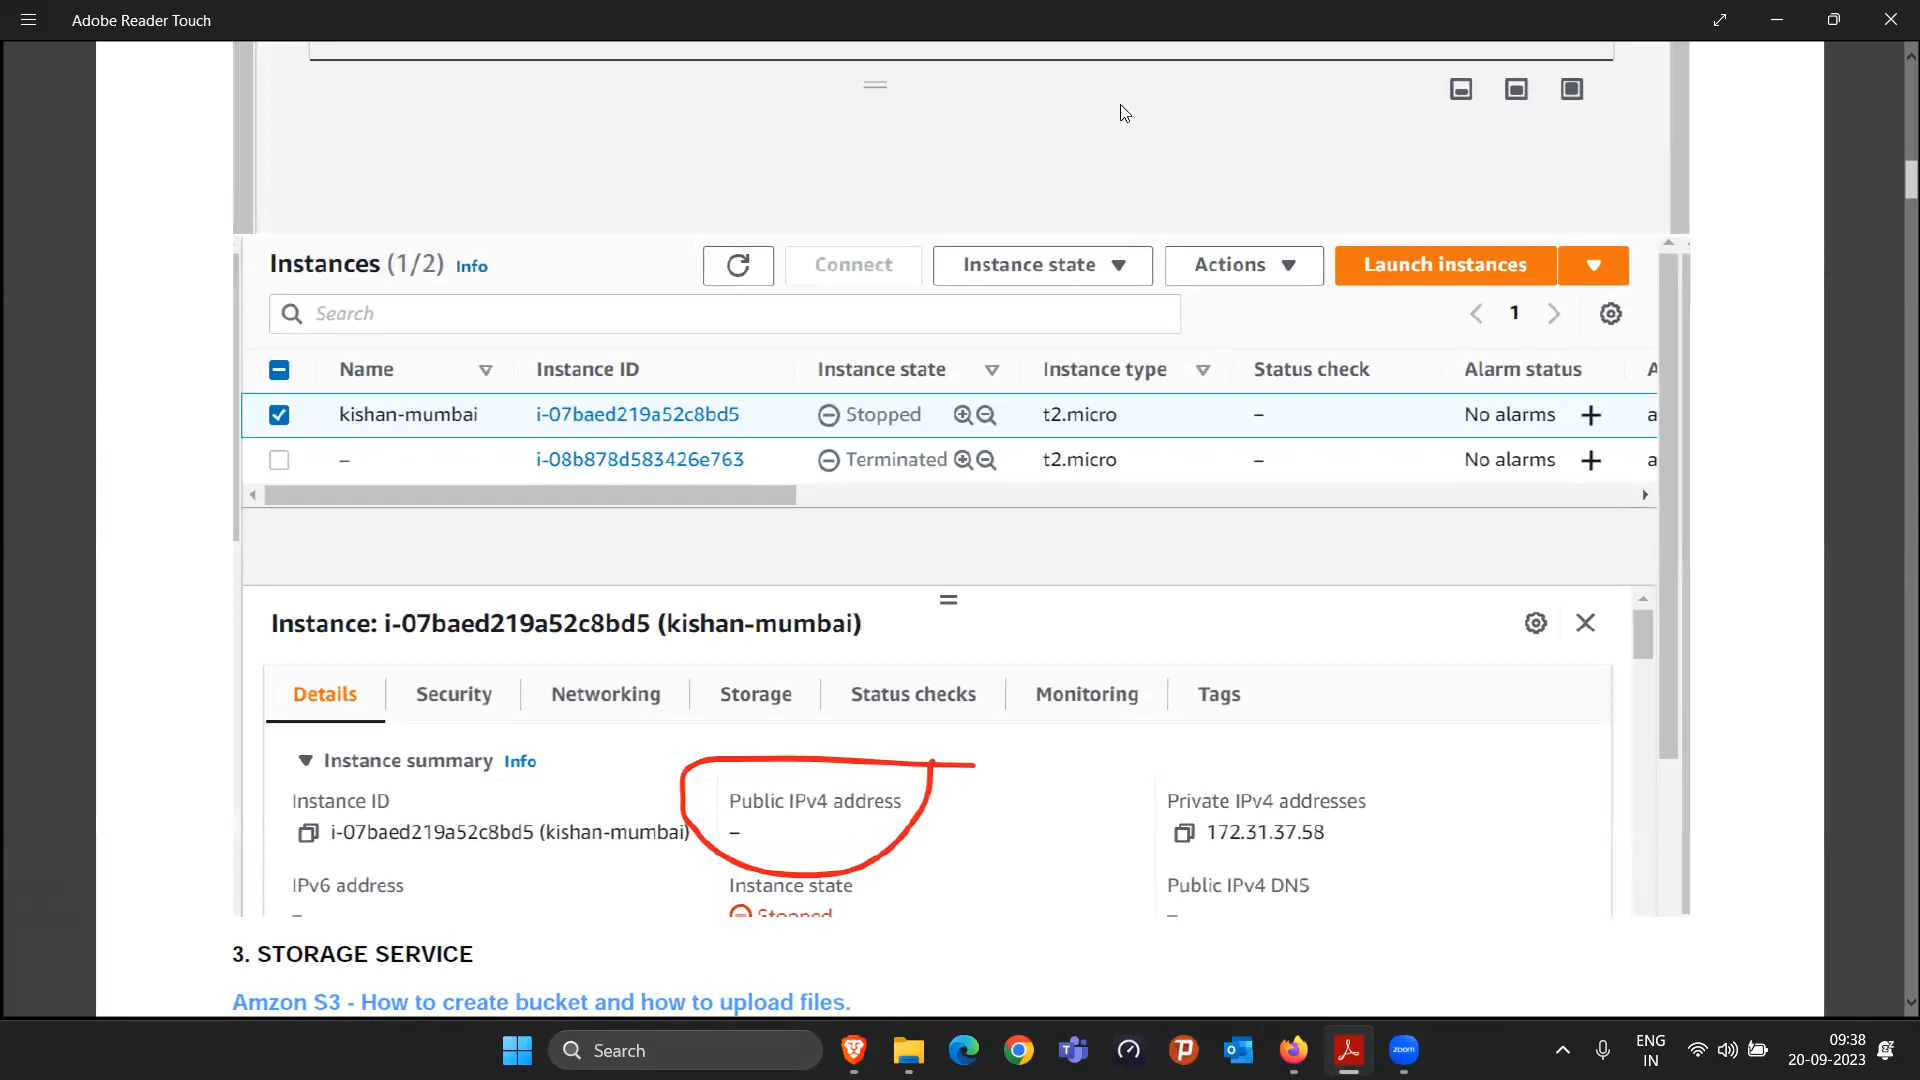 Adobe Reader Touch
Instances (1/2) Info
Connect
Instance state
Actions
Launch instances
Search
1
Name Instance ID Instance state Instance type Status check Alarm status A
kishan-mumbai i-07baed219a52c8bd5 Stopped t2.micro – No alarms + a
– i-08b878d583426e763 Terminated t2.micro – No alarms + a
Instance: i-07baed219a52c8bd5 (kishan-mumbai)
Details Security Networking Storage Status checks Monitoring Tags
Instance summary Info
Instance ID Public IPv4 address Private IPv4 addresses
i-07baed219a52c8bd5 (kishan-mumbai) – 172.31.37.58
IPv6 address Instance state Public IPv4 DNS
– Stopped –
3. STORAGE SERVICE
Amzon S3 - How to create bucket and how to upload files.
Search
zoom
ENG
IN
09:38
20-09-2023